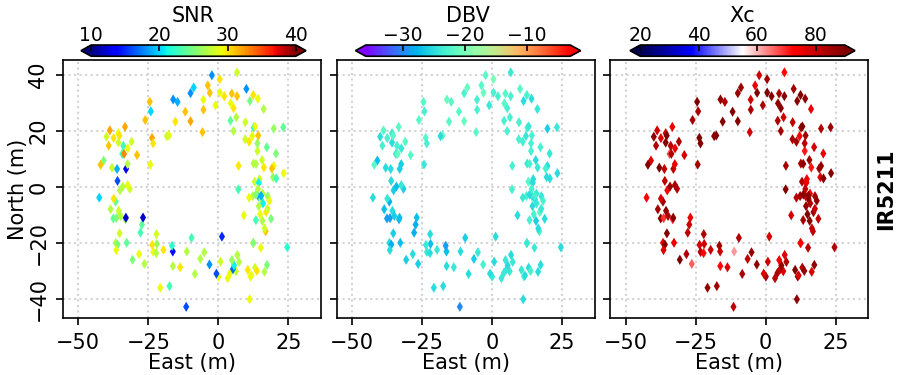 SNR DBV Xc
10 20 30 40 −30 −20 −10 20 40 60 80
40
20
0
−20
−40
North (m)
−50 −25 0 25 −50 −25 0 25 −50 −25 0 25
East (m) East (m) East (m)
IR5211